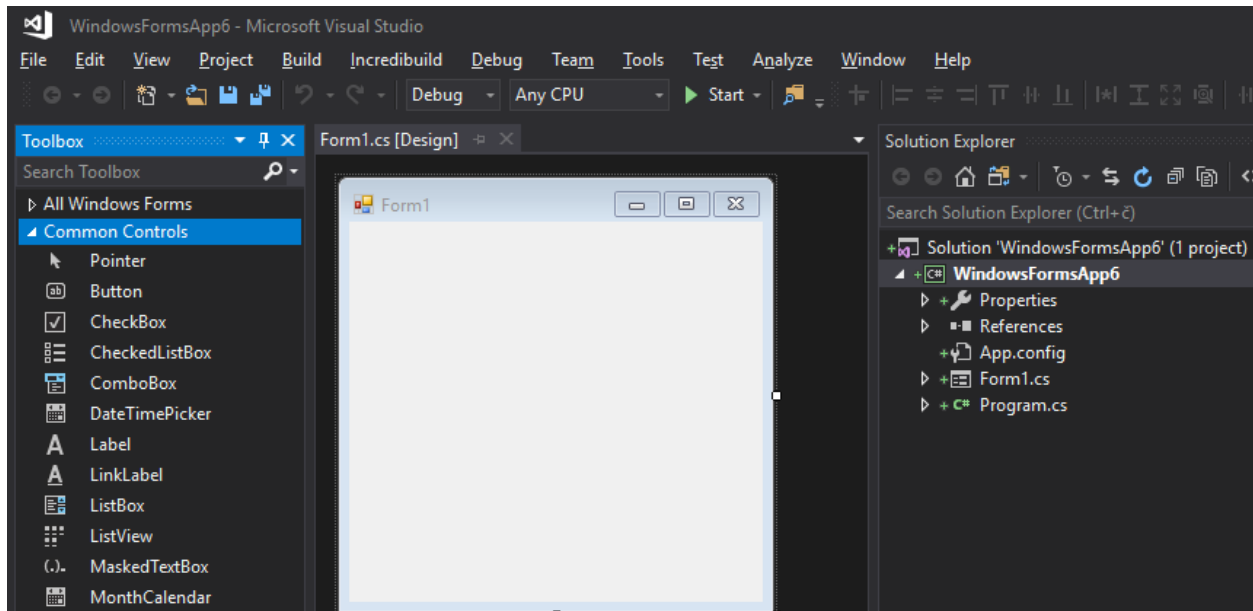 WindowsFormsApp6 - Microsoft Visual Studio
File Edit View Project Build Incredibuild Debug Team Tools Test Analyze Window Help
Debug Any CPU Start
Toolbox
Search Toolbox
All Windows Forms
Common Controls
Pointer
Button
CheckBox
CheckedListBox
ComboBox
DateTimePicker
Label
LinkLabel
ListBox
ListView
MaskedTextBox
MonthCalendar
Form1.cs [Design]
Form1
Solution Explorer
Search Solution Explorer (Ctrl+č)
Solution 'WindowsFormsApp6' (1 project)
C# WindowsFormsApp6
Properties
References
App.config
Form1.cs
C# Program.cs